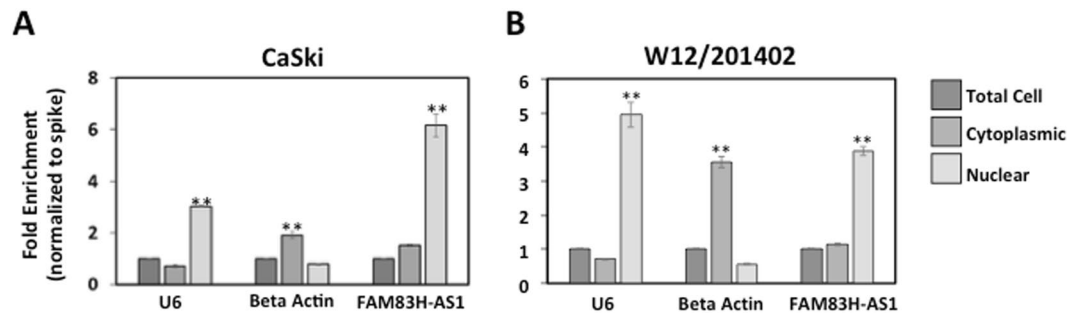 A
CaSki
Fold Enrichment
(normalized to spike)
8
6
4
2
0
**
**
**
U6
Beta Actin
FAM83H-AS1
B
W12/201402
6
5
4
3
2
1
0
**
**
**
U6
Beta Actin
FAM83H-AS1
Total Cell
Cytoplasmic
Nuclear